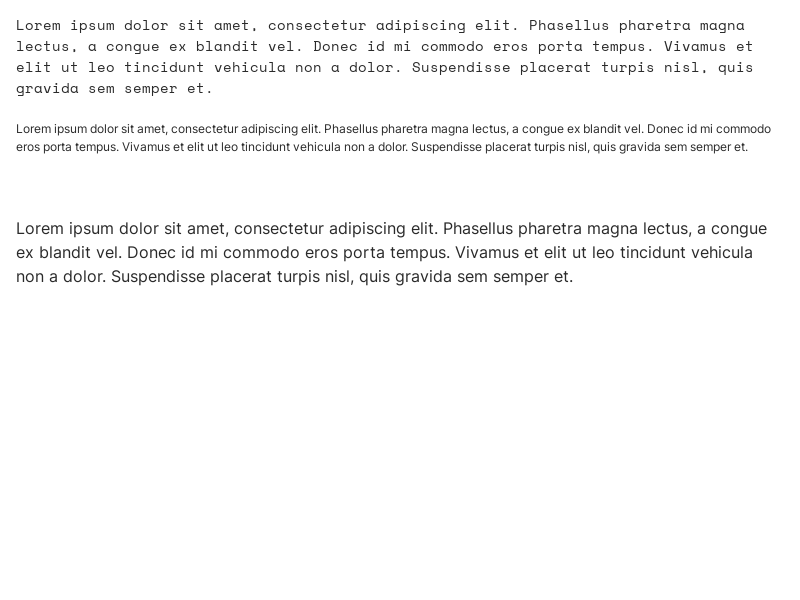 Lorem ipsum dolor sit amet, consectetur adipiscing elit. Phasellus pharetra magna
lectus, a congue ex blandit vel. Donec id mi commodo eros porta tempus. Vivamus et
elit ut leo tincidunt vehicula non a dolor. Suspendisse placerat turpis nisl, quis
gravida sem semper et.
Lorem ipsum dolor sit amet, consectetur adipiscing elit. Phasellus pharetra magna lectus, a congue ex blandit vel. Donec id mi commodo
eros porta tempus. Vivamus et elit ut leo tincidunt vehicula non a dolor. Suspendisse placerat turpis nisl, quis gravida sem semper et.
Lorem ipsum dolor sit amet, consectetur adipiscing elit. Phasellus pharetra magna lectus, a congue
ex blandit vel. Donec id mi commodo eros porta tempus. Vivamus et elit ut leo tincidunt vehicula
non a dolor. Suspendisse placerat turpis nisl, quis gravida sem semper et.